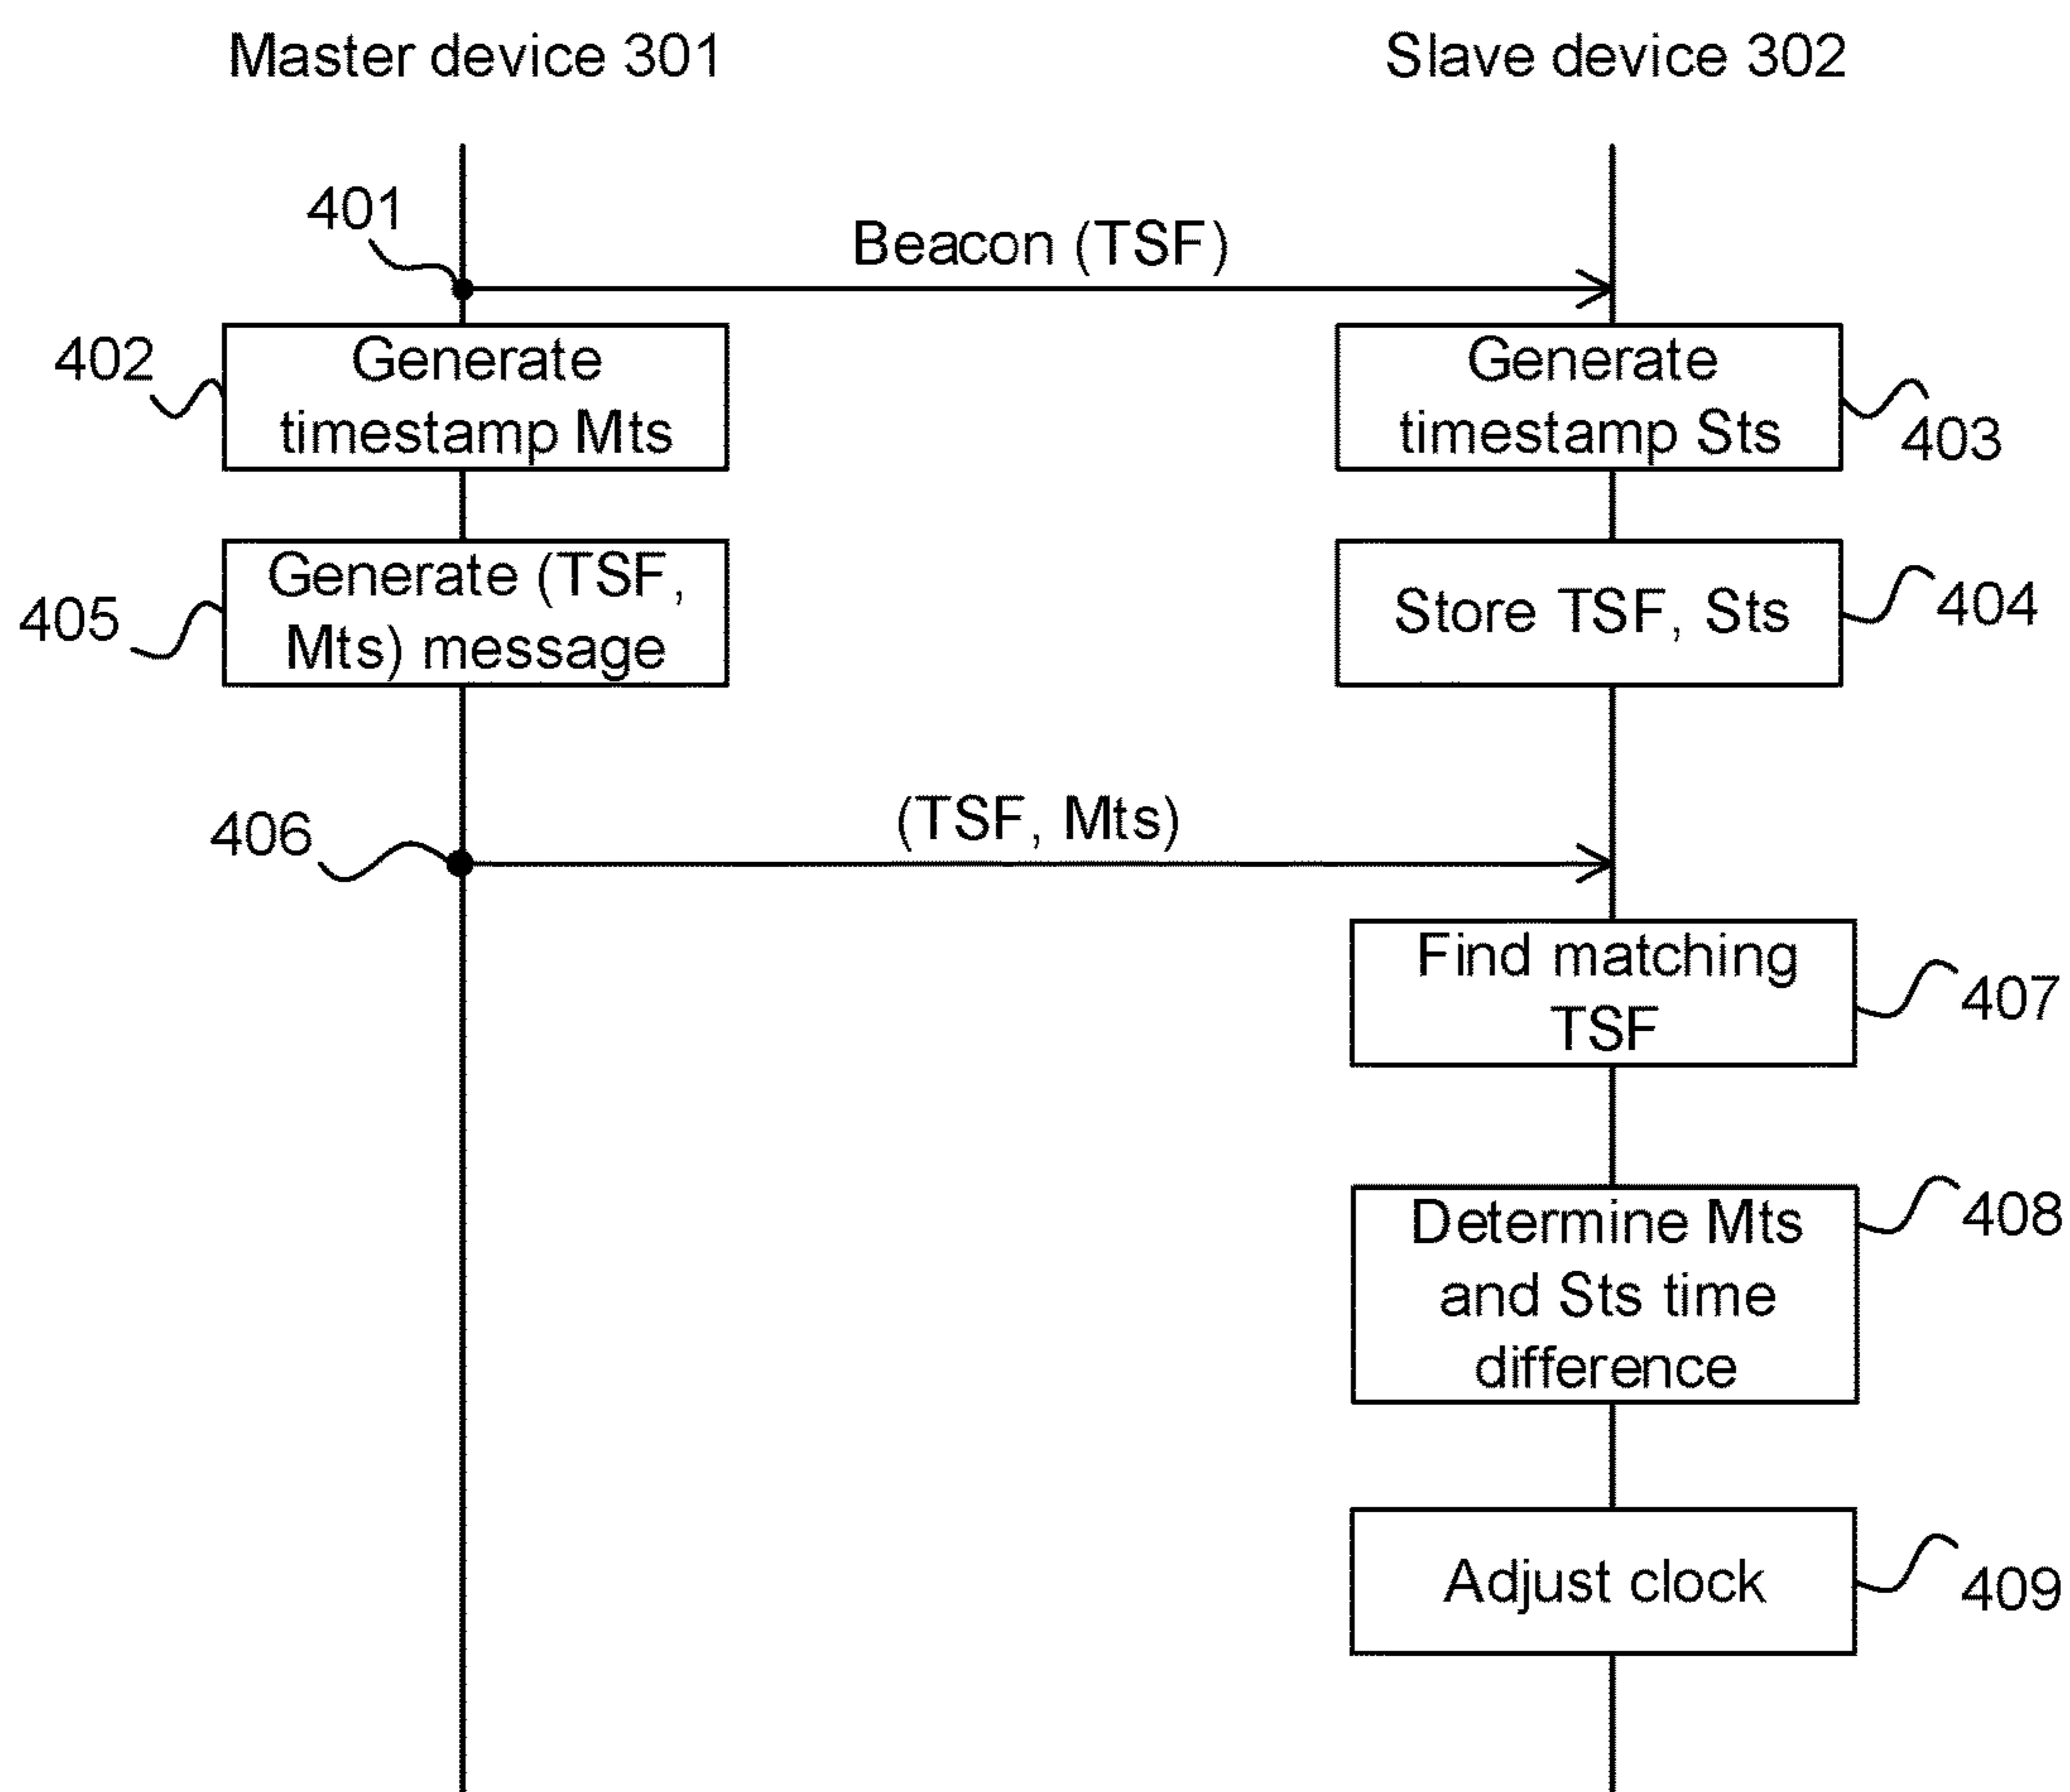 Master device 301
Slave device 302
401
Beacon (TSF)
402
Generate
timestamp Mts
Generate
timestamp Sts
403
405
Generate (TSF,
Mts) message
Store TSF, Sts
404
406
(TSF, Mts)
Find matching
TSF
407
Determine Mts
and Sts time
difference
408
Adjust clock
409